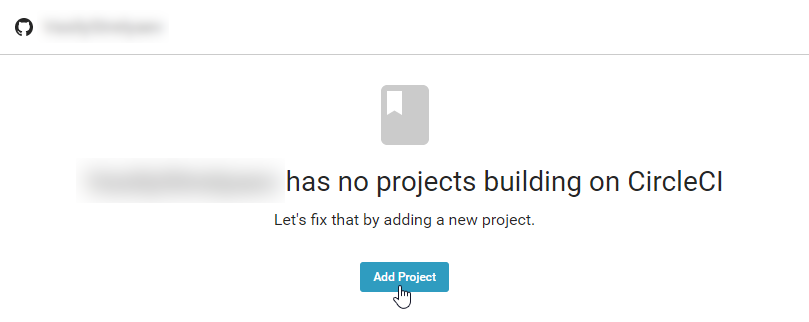 has no projects building on CircleCI
Let's fix that by adding a new project.
Add Project